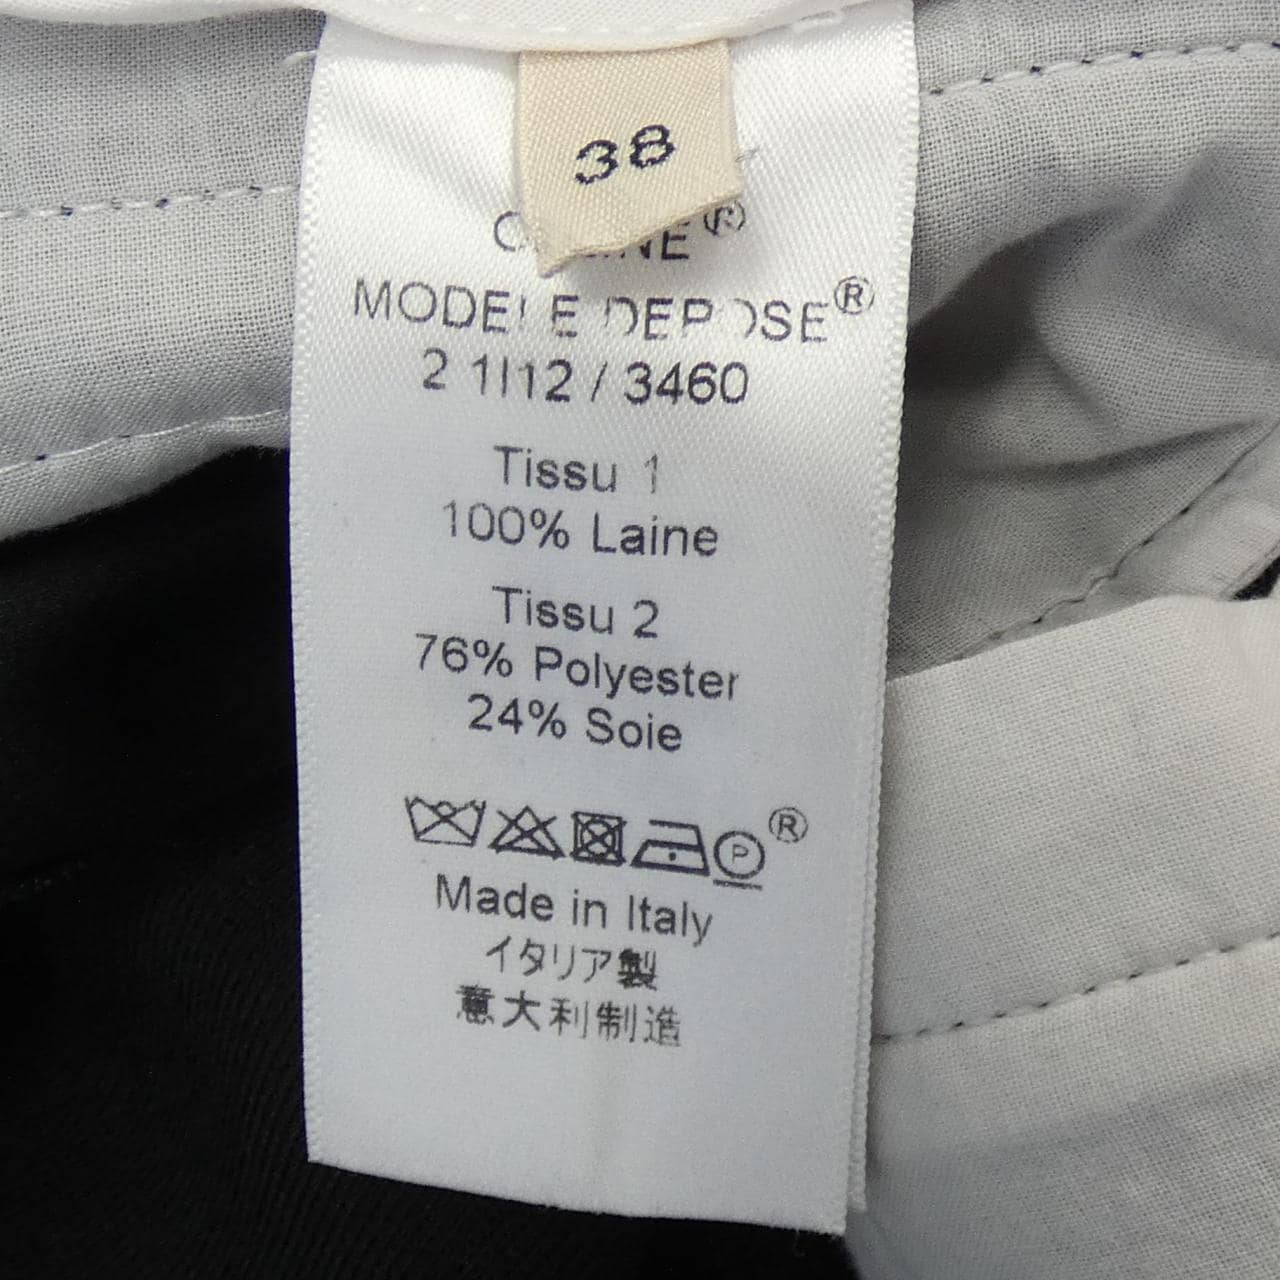 38
MODELE DEPOSE®
2 1I12 / 3460
Tissu 1
100% Laine
Tissu 2
76% Polyester
24% Soie
P ®
Made in Italy
イタリア製
意大利制造